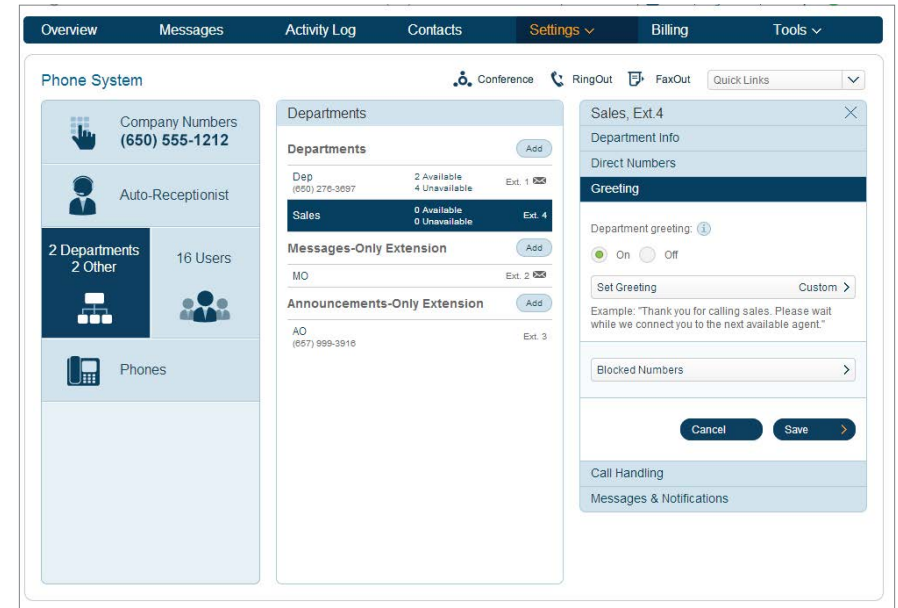 Overview Messages Activity Log Contacts Settings Billing Tools
Phone System
Conference RingOut FaxOut Quick Links
Company Numbers
(650) 555-1212
Auto-Receptionist
2 Departments
2 Other
16 Users
Phones
Departments
Departments Add
Dep 2 Available Ext. 1
(650) 276-3697 4 Unavailable
Sales 0 Available Ext. 4
0 Unavailable
Messages-Only Extension Add
MO Ext. 2
Announcements-Only Extension Add
AO Ext. 3
(657) 999-3916
Sales, Ext.4
Department Info
Direct Numbers
Greeting
Department greeting: i
On Off
Set Greeting Custom
Example: "Thank you for calling sales. Please wait
while we connect you to the next available agent."
Blocked Numbers
Cancel Save
Call Handling
Messages & Notifications